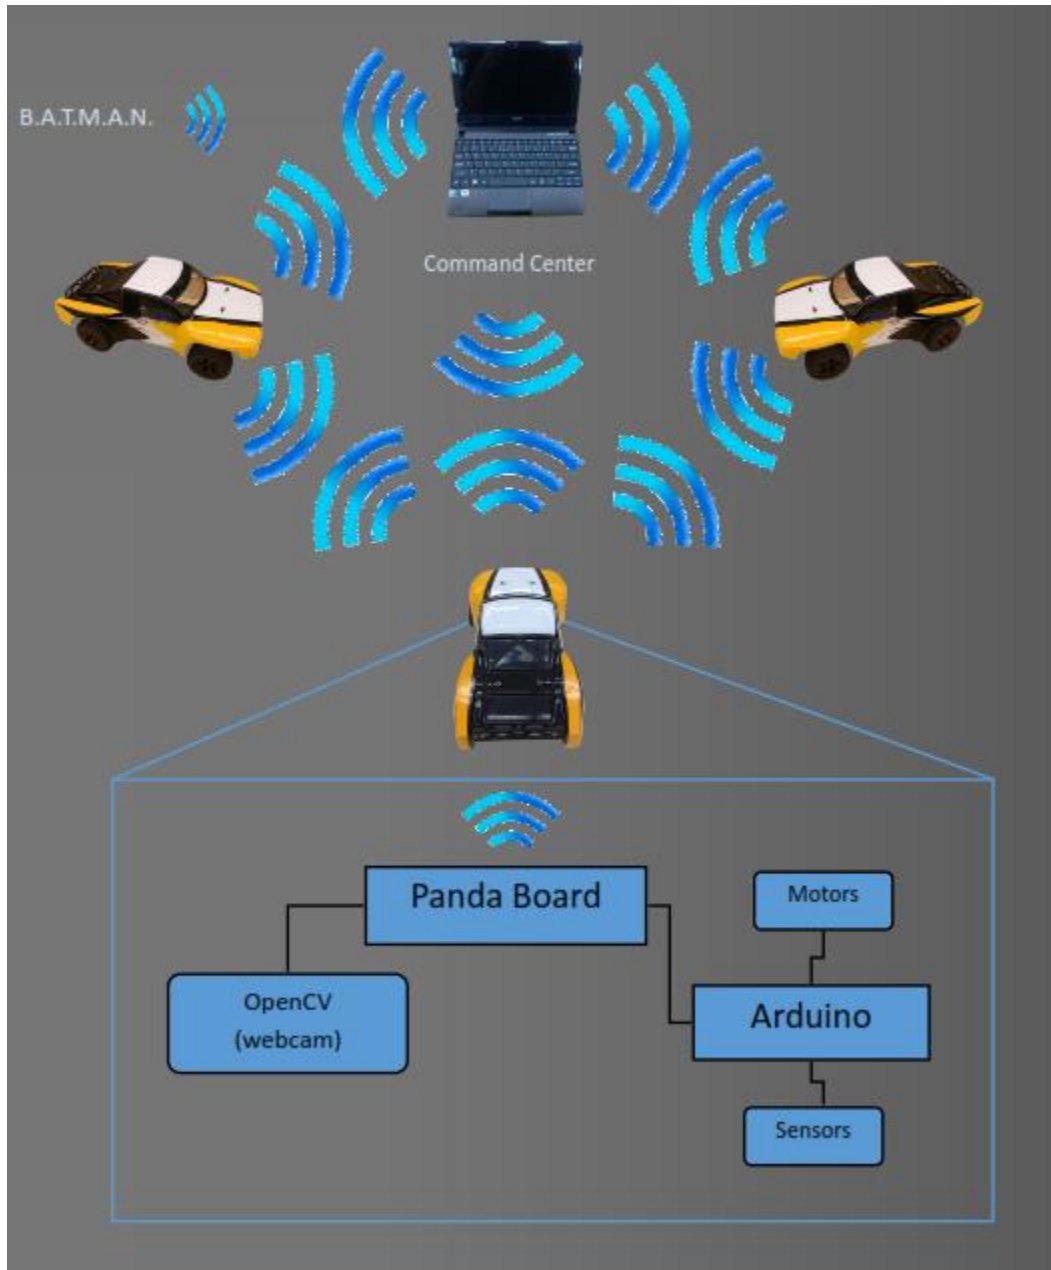 B.A.T.M.A.N.
Command Center
Panda Board
Motors
OpenCV
(webcam)
Arduino
Sensors